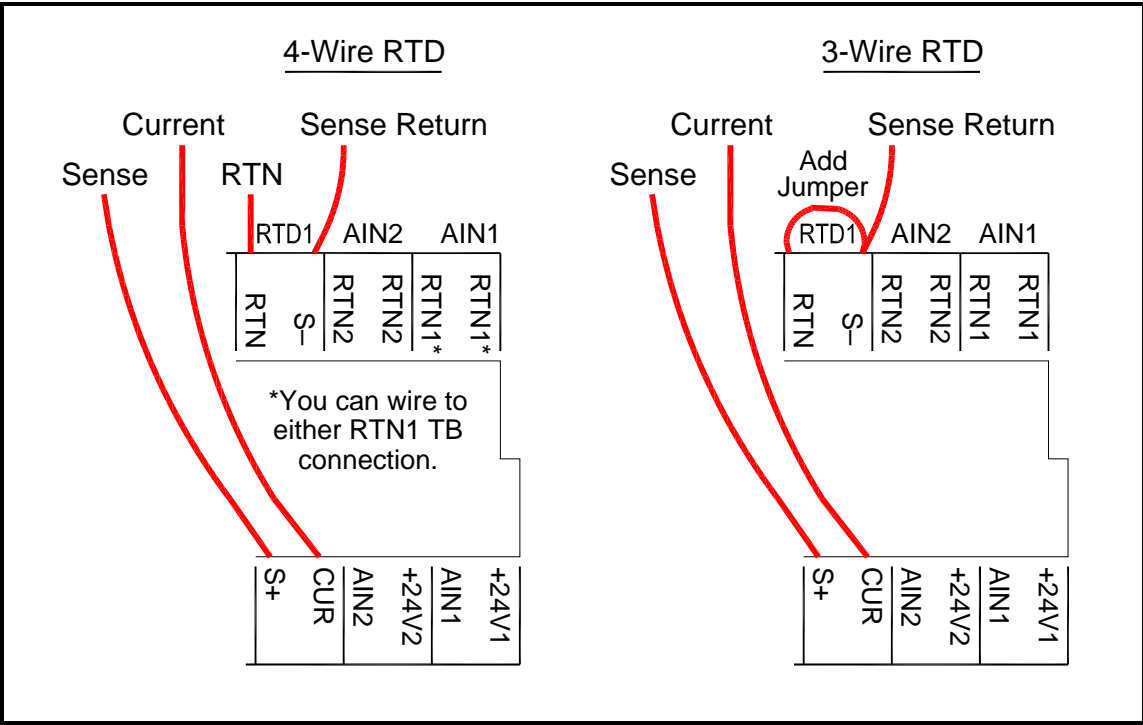 4-Wire RTD
Current
Sense Return
Sense
RTN
RTD1
AIN2
AIN1
RTN
S–
RTN2
RTN2
RTN1*
RTN1*
*You can wire to
either RTN1 TB
connection.
S+
CUR
AIN2
+24V2
AIN1
+24V1
3-Wire RTD
Current
Sense Return
Sense
Add
Jumper
RTD1
AIN2
AIN1
RTN
S–
RTN2
RTN2
RTN1
RTN1
S+
CUR
AIN2
+24V2
AIN1
+24V1